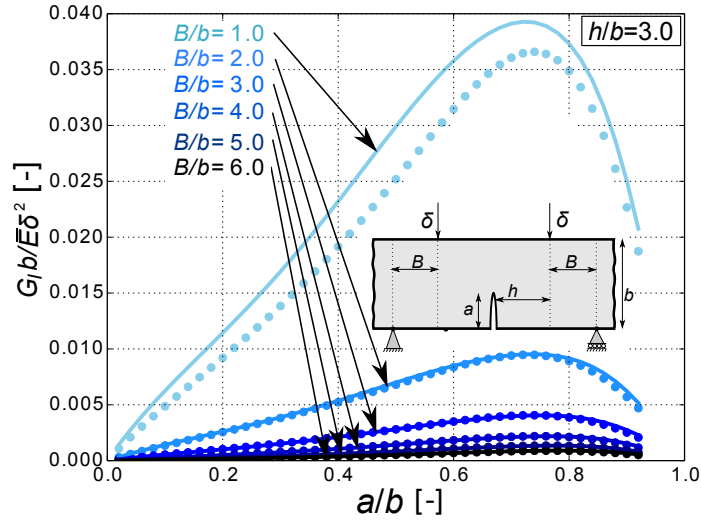 0.040
0.035
0.030
0.025
0.020
0.015
0.010
0.005
0.000
G_I b/E̅δ² [-]
B/b= 1.0
B/b= 2.0
B/b= 3.0
B/b= 4.0
B/b= 5.0
B/b= 6.0
h/b=3.0
δ δ
B B
h
a
b
0.0 0.2 0.4 0.6 0.8 1.0
a/b [-]